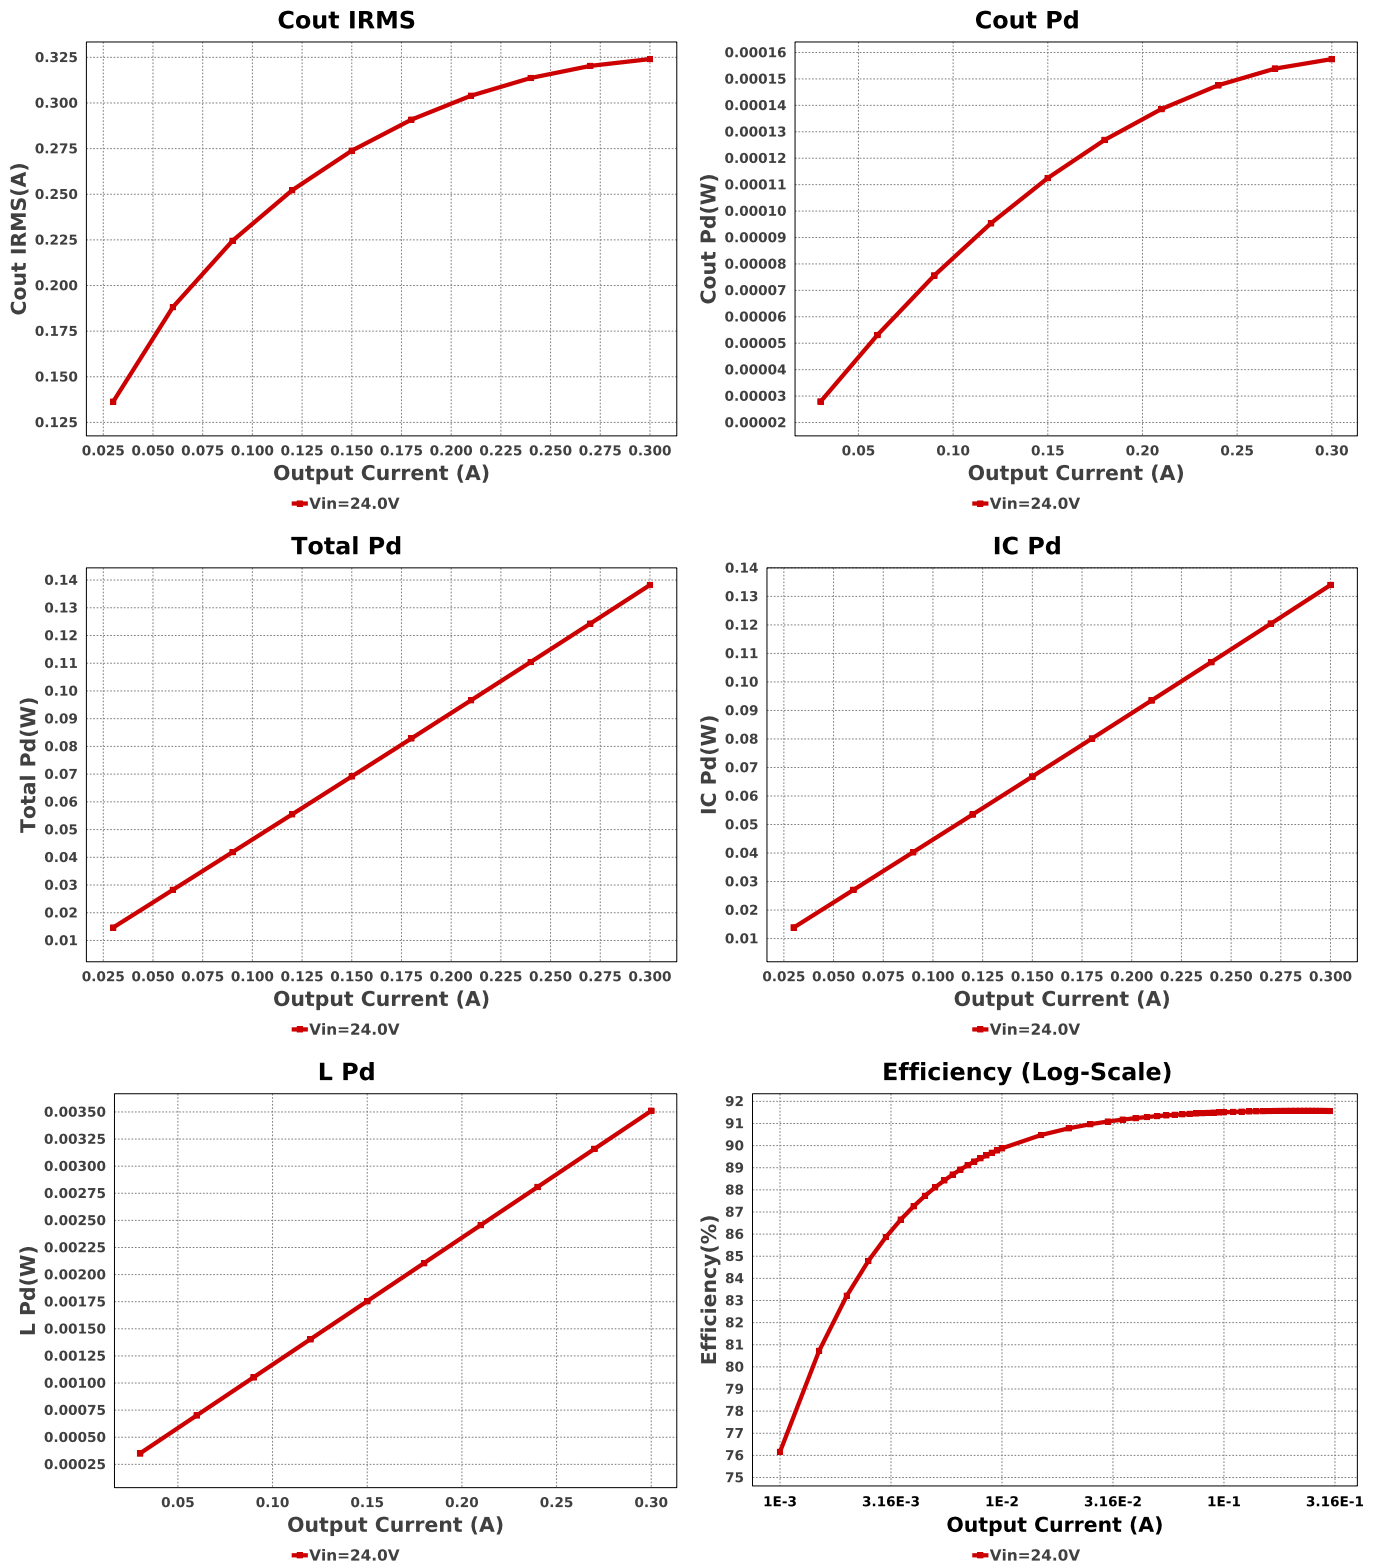 Cout IRMS
Cout IRMS(A)
0.325
0.300
0.275
0.250
0.225
0.200
0.175
0.150
0.125
0.025 0.050 0.075 0.100 0.125 0.150 0.175 0.200 0.225 0.250 0.275 0.300
Output Current (A)
Vin=24.0V
Cout Pd
Cout Pd(W)
0.00016
0.00015
0.00014
0.00013
0.00012
0.00011
0.00010
0.00009
0.00008
0.00007
0.00006
0.00005
0.00004
0.00003
0.00002
0.05 0.10 0.15 0.20 0.25 0.30
Output Current (A)
Vin=24.0V
Total Pd
Total Pd(W)
0.14
0.13
0.12
0.11
0.10
0.09
0.08
0.07
0.06
0.05
0.04
0.03
0.02
0.01
0.025 0.050 0.075 0.100 0.125 0.150 0.175 0.200 0.225 0.250 0.275 0.300
Output Current (A)
Vin=24.0V
IC Pd
IC Pd(W)
0.14
0.13
0.12
0.11
0.10
0.09
0.08
0.07
0.06
0.05
0.04
0.03
0.02
0.01
0.025 0.050 0.075 0.100 0.125 0.150 0.175 0.200 0.225 0.250 0.275 0.300
Output Current (A)
Vin=24.0V
L Pd
L Pd(W)
0.00350
0.00325
0.00300
0.00275
0.00250
0.00225
0.00200
0.00175
0.00150
0.00125
0.00100
0.00075
0.00050
0.00025
0.05 0.10 0.15 0.20 0.25 0.30
Output Current (A)
Vin=24.0V
Efficiency (Log-Scale)
Efficiency(%)
92
91
90
89
88
87
86
85
84
83
82
81
80
79
78
77
76
75
1E-3 3.16E-3 1E-2 3.16E-2 1E-1 3.16E-1
Output Current (A)
Vin=24.0V